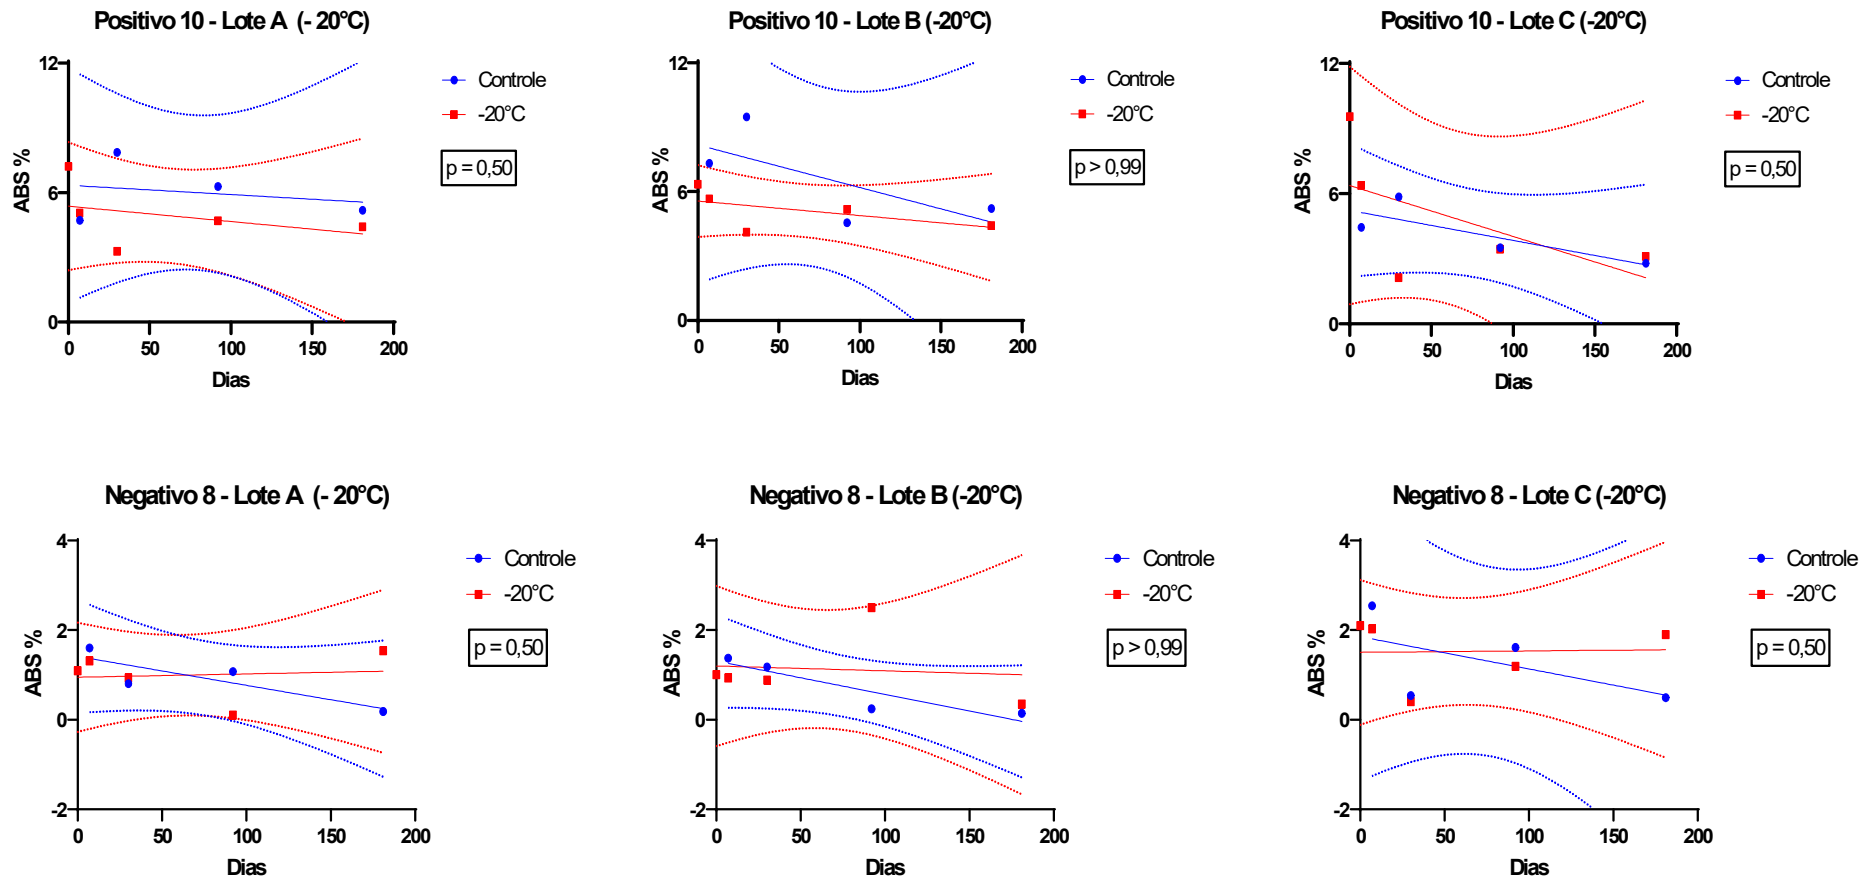 Positivo 10 - Lote A (- 20°C)
ABS %
12
6
0
0 50 100 150 200
Dias
Controle
-20°C
p = 0,50
Positivo 10 - Lote B (-20°C)
ABS %
12
6
0
0 50 100 150 200
Dias
Controle
-20°C
p > 0,99
Positivo 10 - Lote C (-20°C)
ABS %
12
6
0
0 50 100 150 200
Dias
Controle
-20°C
p = 0,50
Negativo 8 - Lote A (- 20°C)
ABS %
4
2
0
-2
0 50 100 150 200
Dias
Controle
-20°C
p = 0,50
Negativo 8 - Lote B (-20°C)
ABS %
4
2
0
-2
0 50 100 150 200
Dias
Controle
-20°C
p > 0,99
Negativo 8 - Lote C (-20°C)
ABS %
4
2
0
-2
0 50 100 150 200
Dias
Controle
-20°C
p = 0,50